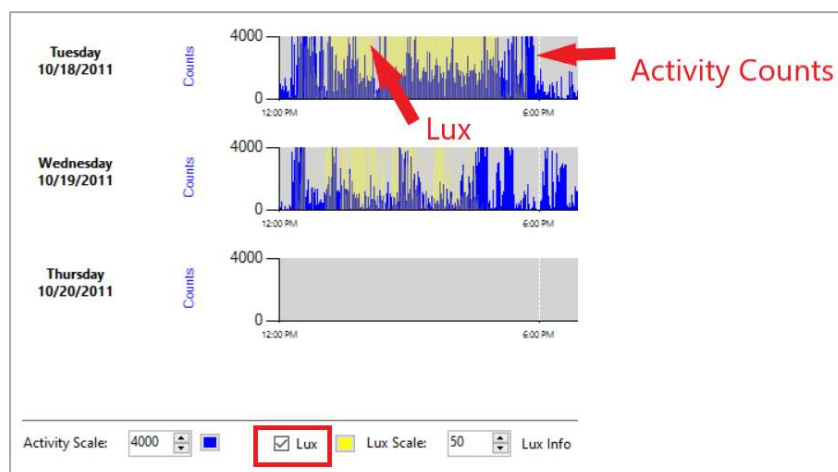 Tuesday
10/18/2011
Counts
4000
0
12:00 PM
6:00 PM
Lux
Activity Counts
Wednesday
10/19/2011
Counts
4000
0
12:00 PM
6:00 PM
Thursday
10/20/2011
Counts
4000
0
12:00 PM
6:00 PM
Activity Scale: 4000 Lux Lux Scale: 50 Lux Info